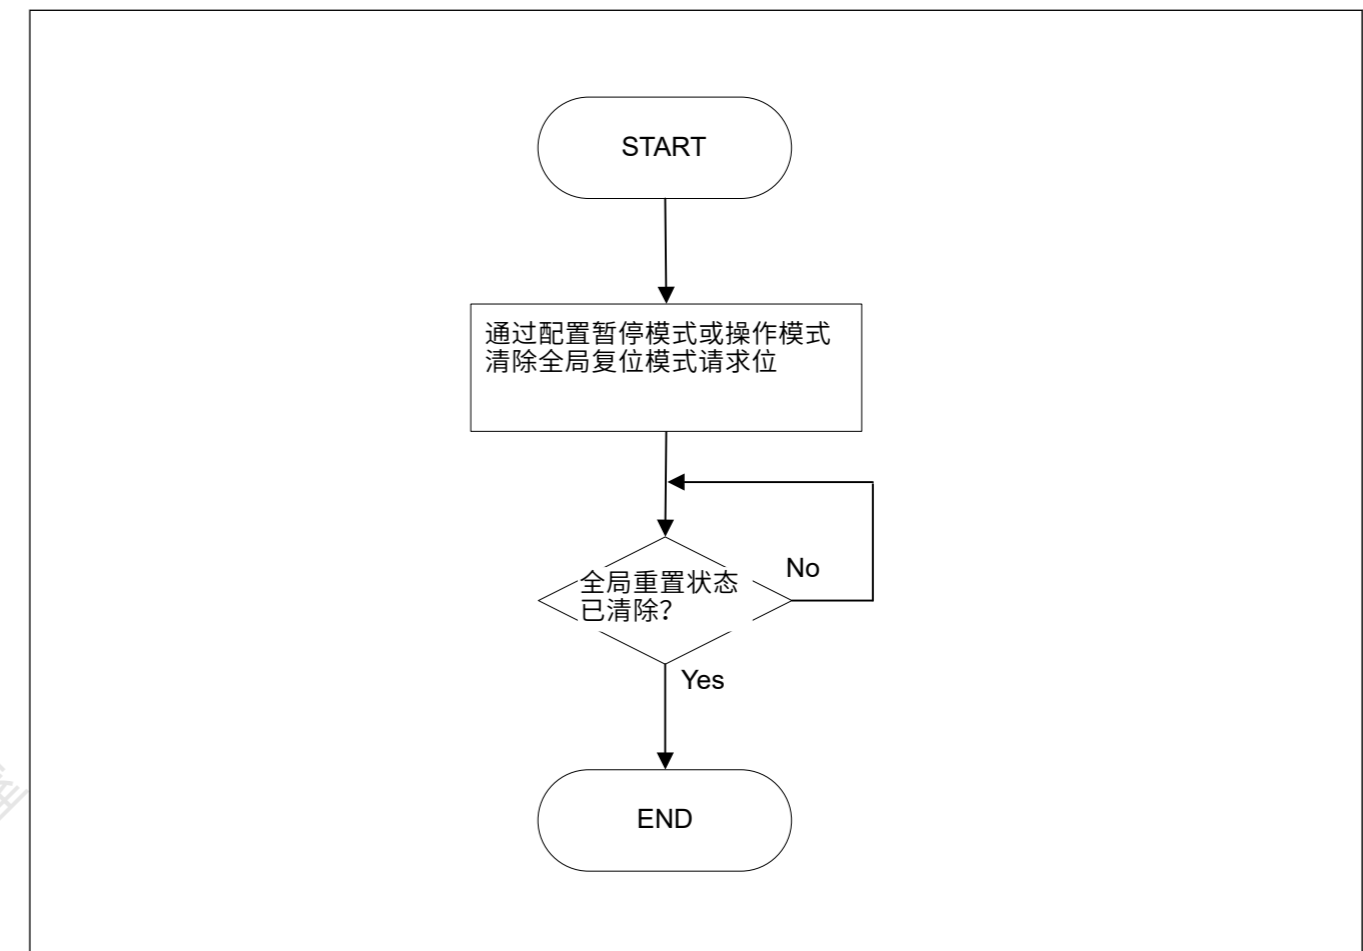 START
通过配置暂停模式或操作模式
清除全局复位模式请求位
No
全局重置状态
已清除？
Yes
END